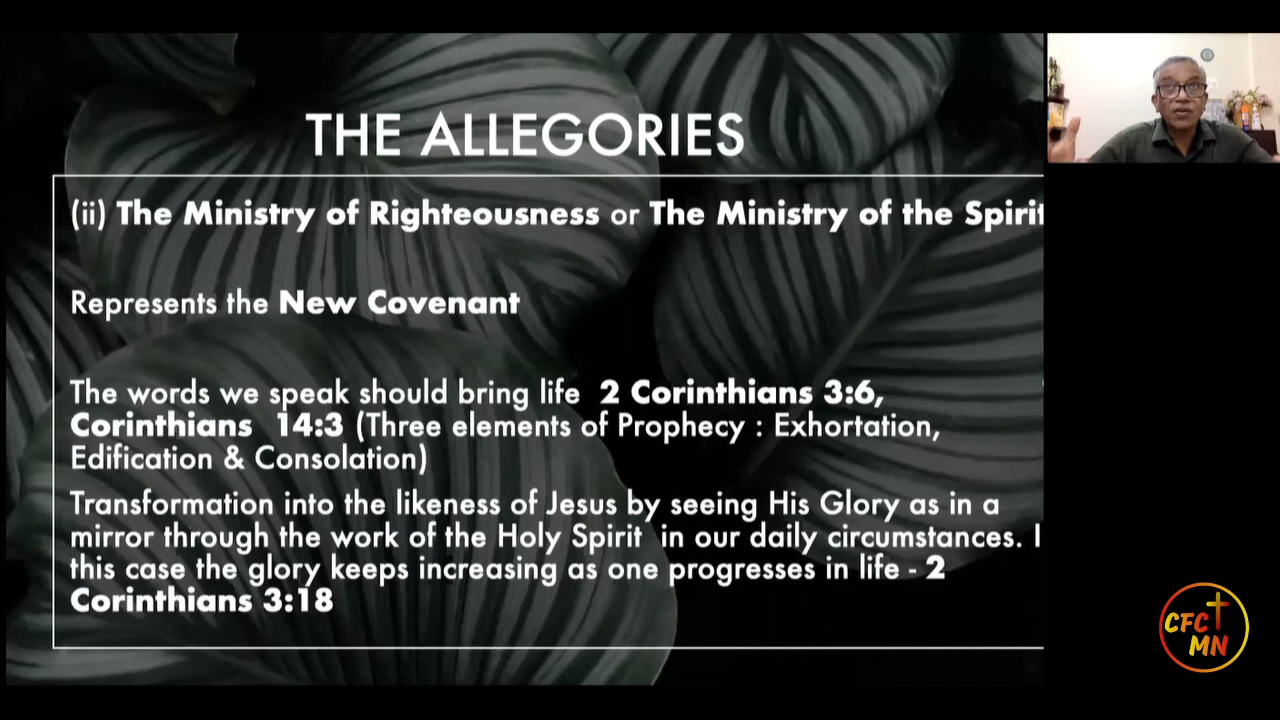 THE ALLEGORIES
(ii) The Ministry of Righteousness or The Ministry of the Spirit
Represents the New Covenant
The words we speak should bring life 2 Corinthians 3:6,
Corinthians 14:3 (Three elements of Prophecy : Exhortation,
Edification & Consolation)
Transformation into the likeness of Jesus by seeing His Glory as in a
mirror through the work of the Holy Spirit in our daily circumstances. I
this case the glory keeps increasing as one progresses in life - 2
Corinthians 3:18
CFC
MN